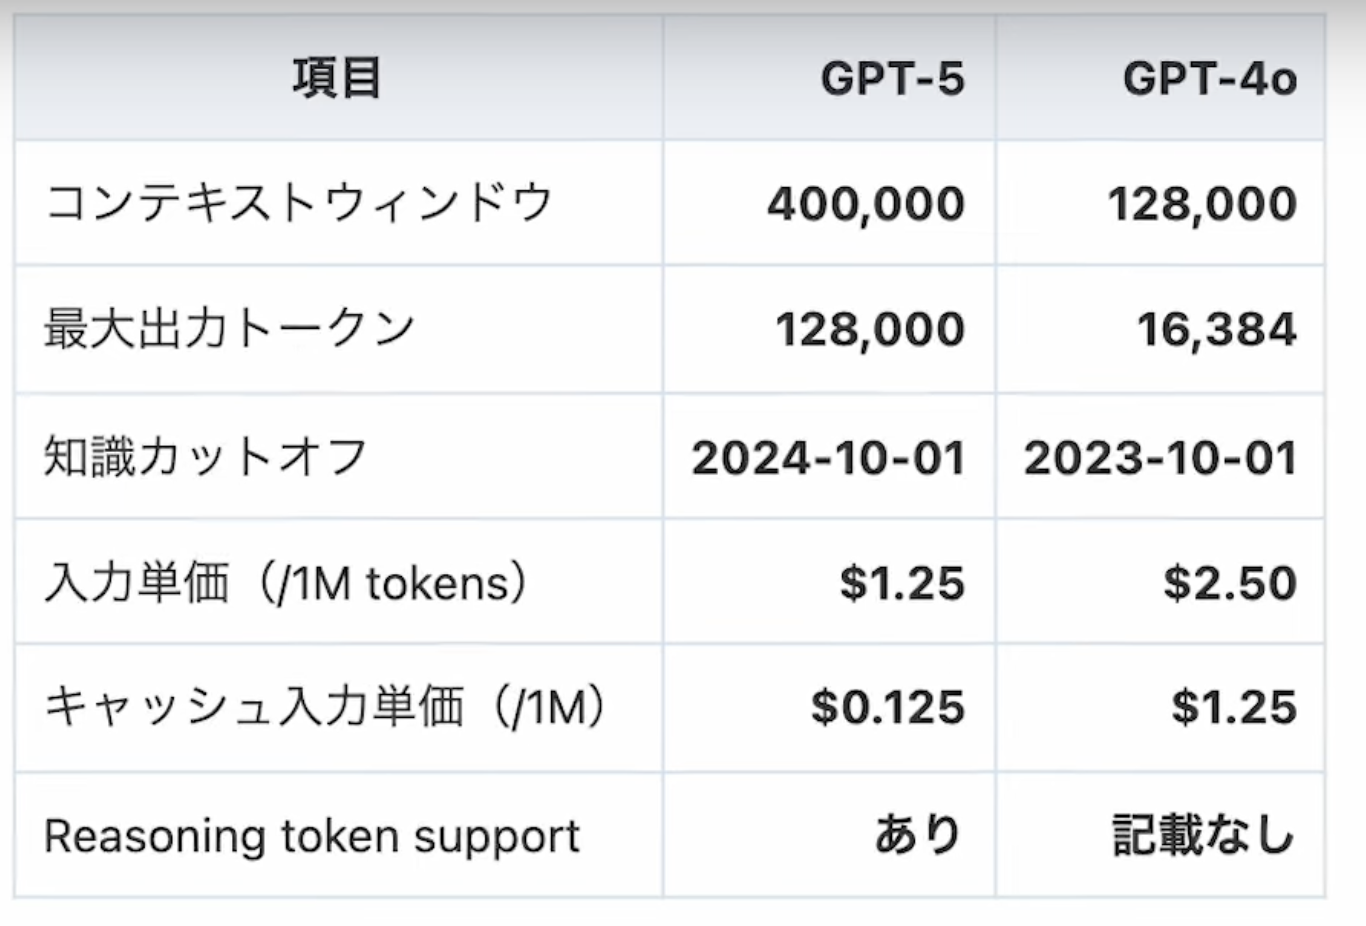 項目 GPT-5 GPT-4o
コンテキストウィンドウ 400,000 128,000
最大出力トークン 128,000 16,384
知識カットオフ 2024-10-01 2023-10-01
入力単価（/1M tokens） $1.25 $2.50
キャッシュ入力単価（/1M） $0.125 $1.25
Reasoning token support あり 記載なし